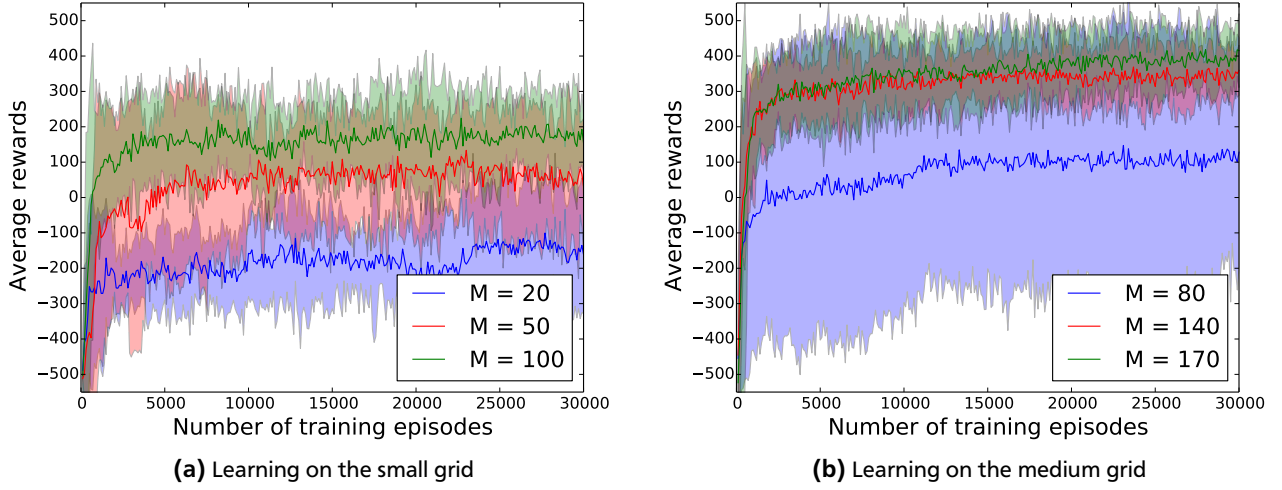 500
400
300
200
100
0
−100
−200
−300
−400
−500
Average rewards
0 5000 10000 15000 20000 25000 30000
Number of training episodes
M = 20
M = 50
M = 100
(a) Learning on the small grid
500
400
300
200
100
0
−100
−200
−300
−400
−500
Average rewards
0 5000 10000 15000 20000 25000 30000
Number of training episodes
M = 80
M = 140
M = 170
(b) Learning on the medium grid